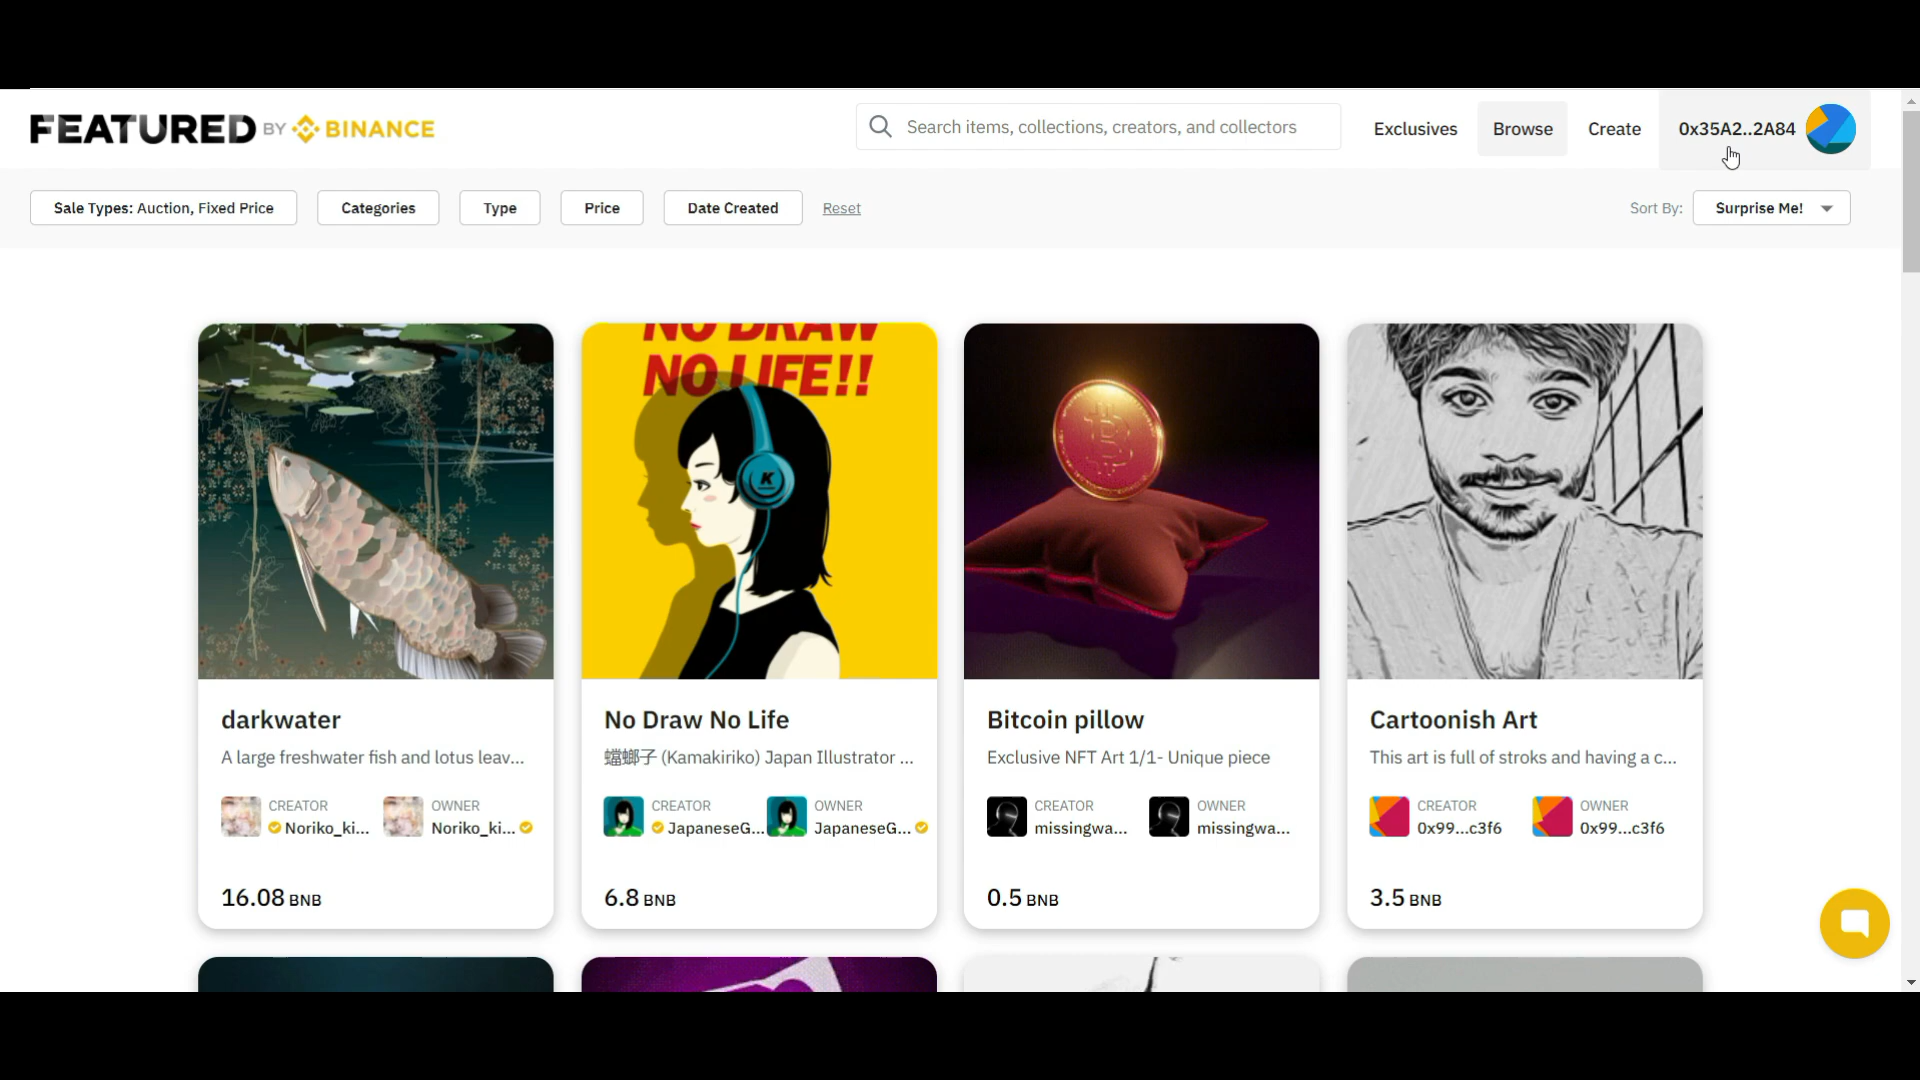 FEATURED BY BINANCE
Search items, collections, creators, and collectors
Exclusives
Browse
Create
0x35A2..2A84
Sale Types: Auction, Fixed Price
Categories
Type
Price
Date Created
Reset
Sort By:
Surprise Me!
NO DRAW
NO LIFE!!
K
darkwater
A large freshwater fish and lotus leav...
CREATOR
Noriko_ki...
OWNER
Noriko_ki...
16.08 BNB
No Draw No Life
蟷螂子 (Kamakiriko) Japan Illustrator ...
CREATOR
JapaneseG...
OWNER
JapaneseG...
6.8 BNB
Bitcoin pillow
Exclusive NFT Art 1/1- Unique piece
CREATOR
missingwa...
OWNER
missingwa...
0.5 BNB
Cartoonish Art
This art is full of stroks and having a c...
CREATOR
0x99...c3f6
OWNER
0x99...c3f6
3.5 BNB